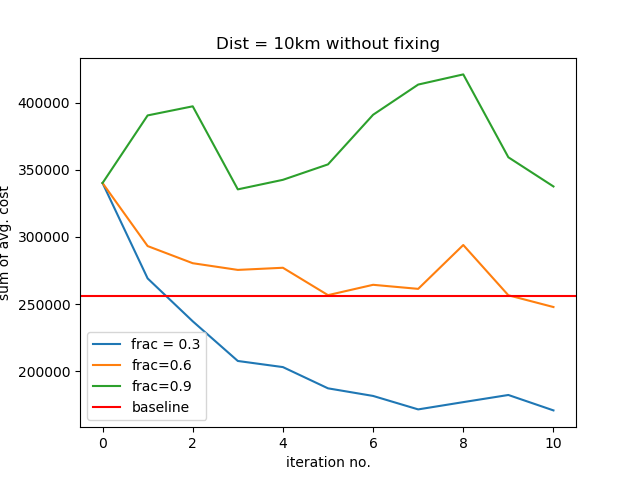 Dist = 10km without fixing
sum of avg. cost
400000
350000
300000
250000
200000
frac = 0.3
frac=0.6
frac=0.9
baseline
0 2 4 6 8 10
iteration no.